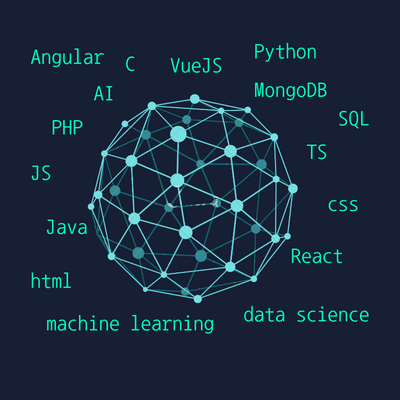 Angular
C
VueJS
Python
AI
MongoDB
PHP
SQL
TS
JS
css
Java
React
html
machine learning
data science